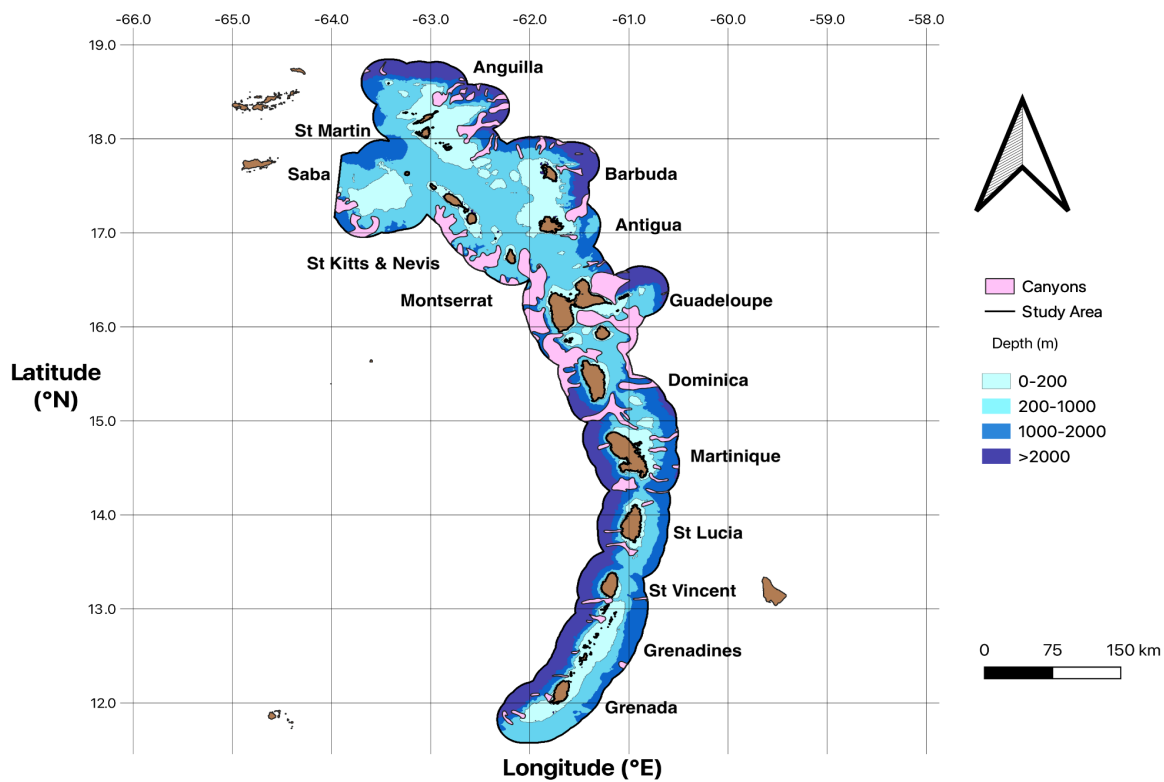 -66.0 -65.0 -64.0 -63.0 -62.0 -61.0 -60.0 -59.0 -58.0
19.0
Anguilla
St Martin
18.0
Saba
Barbuda
Antigua
17.0
St Kitts & Nevis
Montserrat
Guadeloupe
16.0
Dominica
15.0
Martinique
14.0
St Lucia
St Vincent
13.0
Grenadines
12.0
Grenada
Latitude
(°N)
Longitude (°E)
Canyons
Study Area
Depth (m)
0-200
200-1000
1000-2000
>2000
0 75 150 km